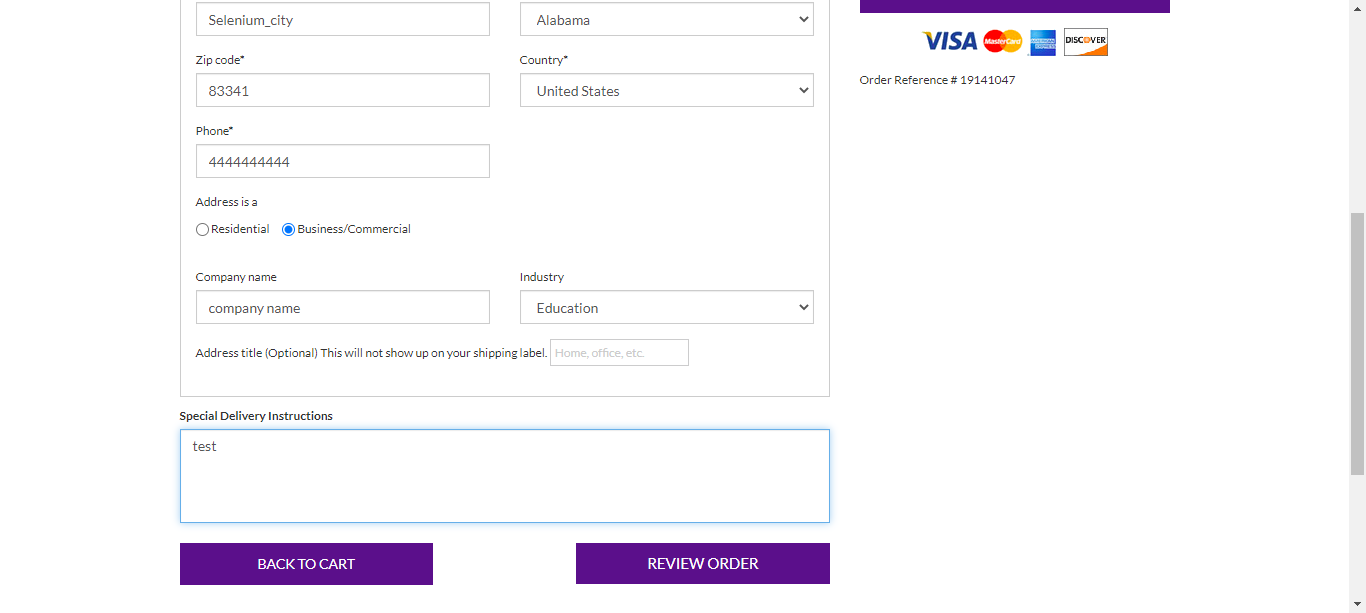 Selenium_city
Alabama
Zip code*
Country*
83341
United States
Phone*
4444444444
Address is a
Residential
Business/Commercial
Company name
Industry
company name
Education
Address title (Optional) This will not show up on your shipping label.
Home, office, etc.
Special Delivery Instructions
test
BACK TO CART
REVIEW ORDER
VISA
MasterCard
AMERICAN EXPRESS
DISCOVER
Order Reference # 19141047